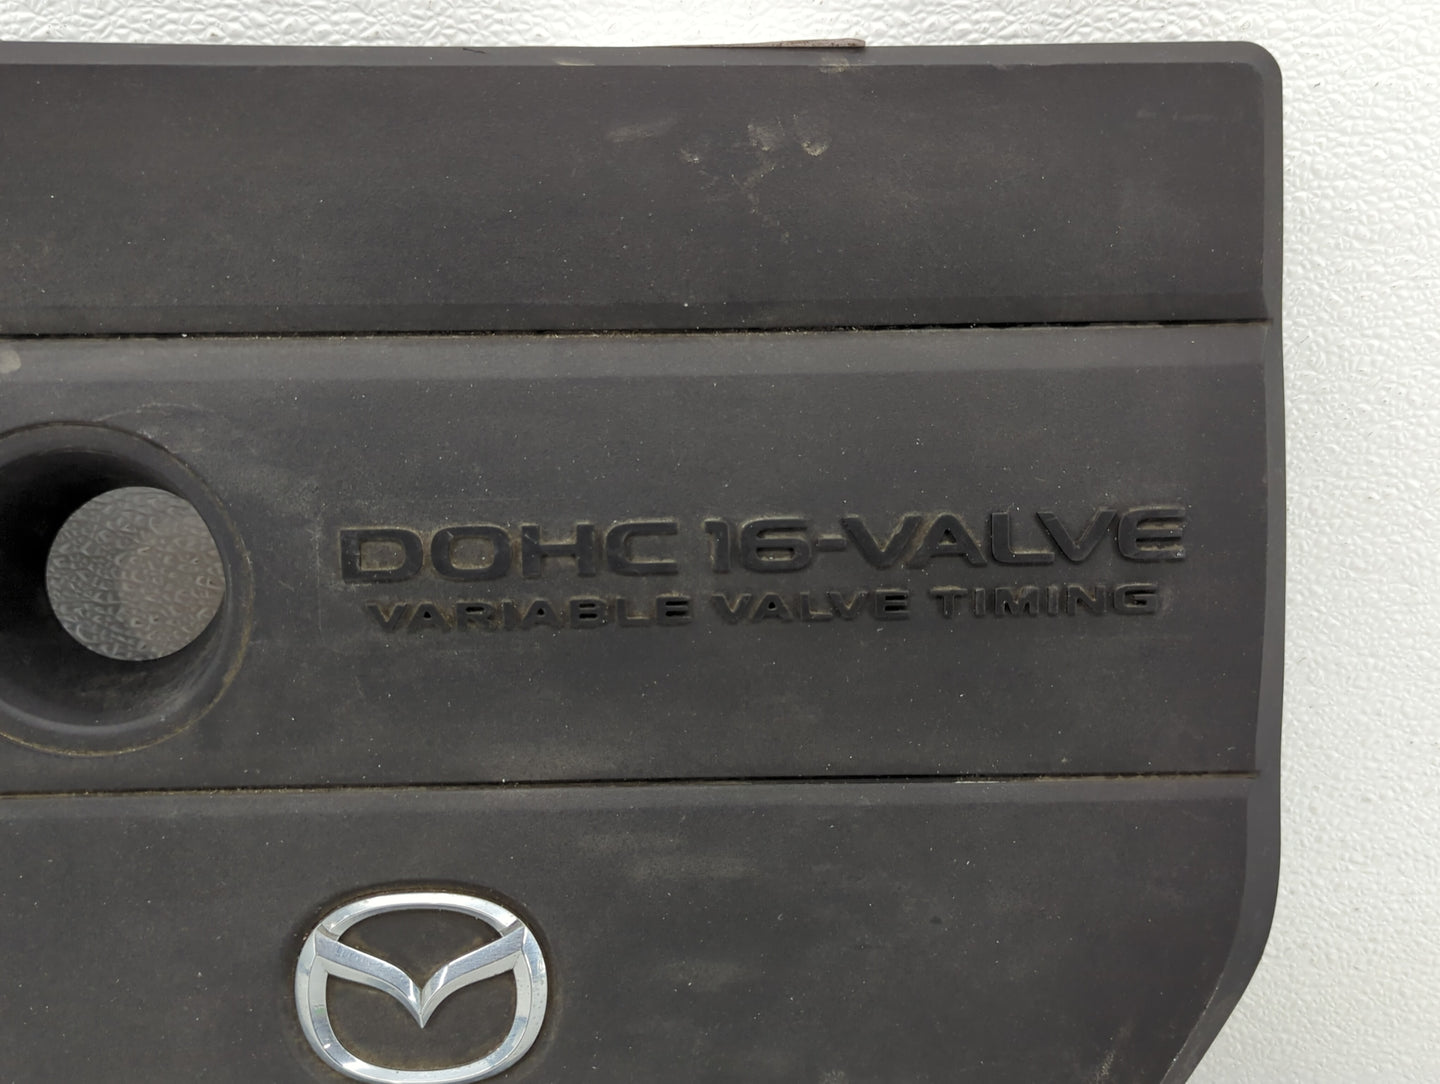 DOHC 16-VALVE
VARIABLE VALVE TIMING